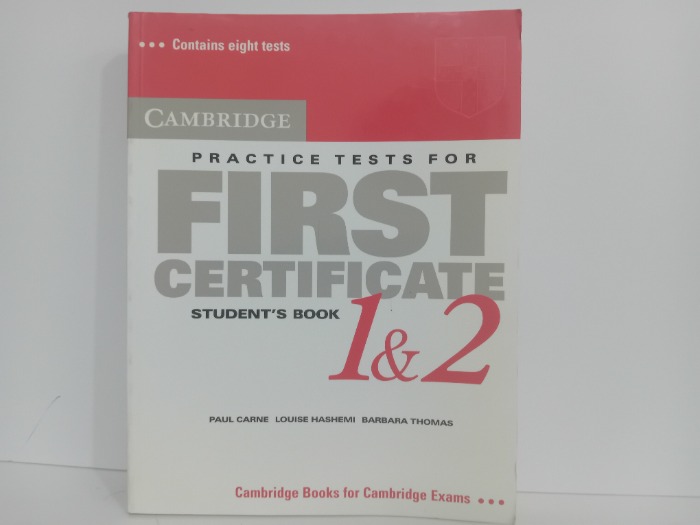 ••• Contains eight tests
CAMBRIDGE
PRACTICE TESTS FOR
FIRST
CERTIFICATE
STUDENT'S BOOK
1&2
PAUL CARNE LOUISE HASHEMI BARBARA THOMAS
Cambridge Books for Cambridge Exams •••